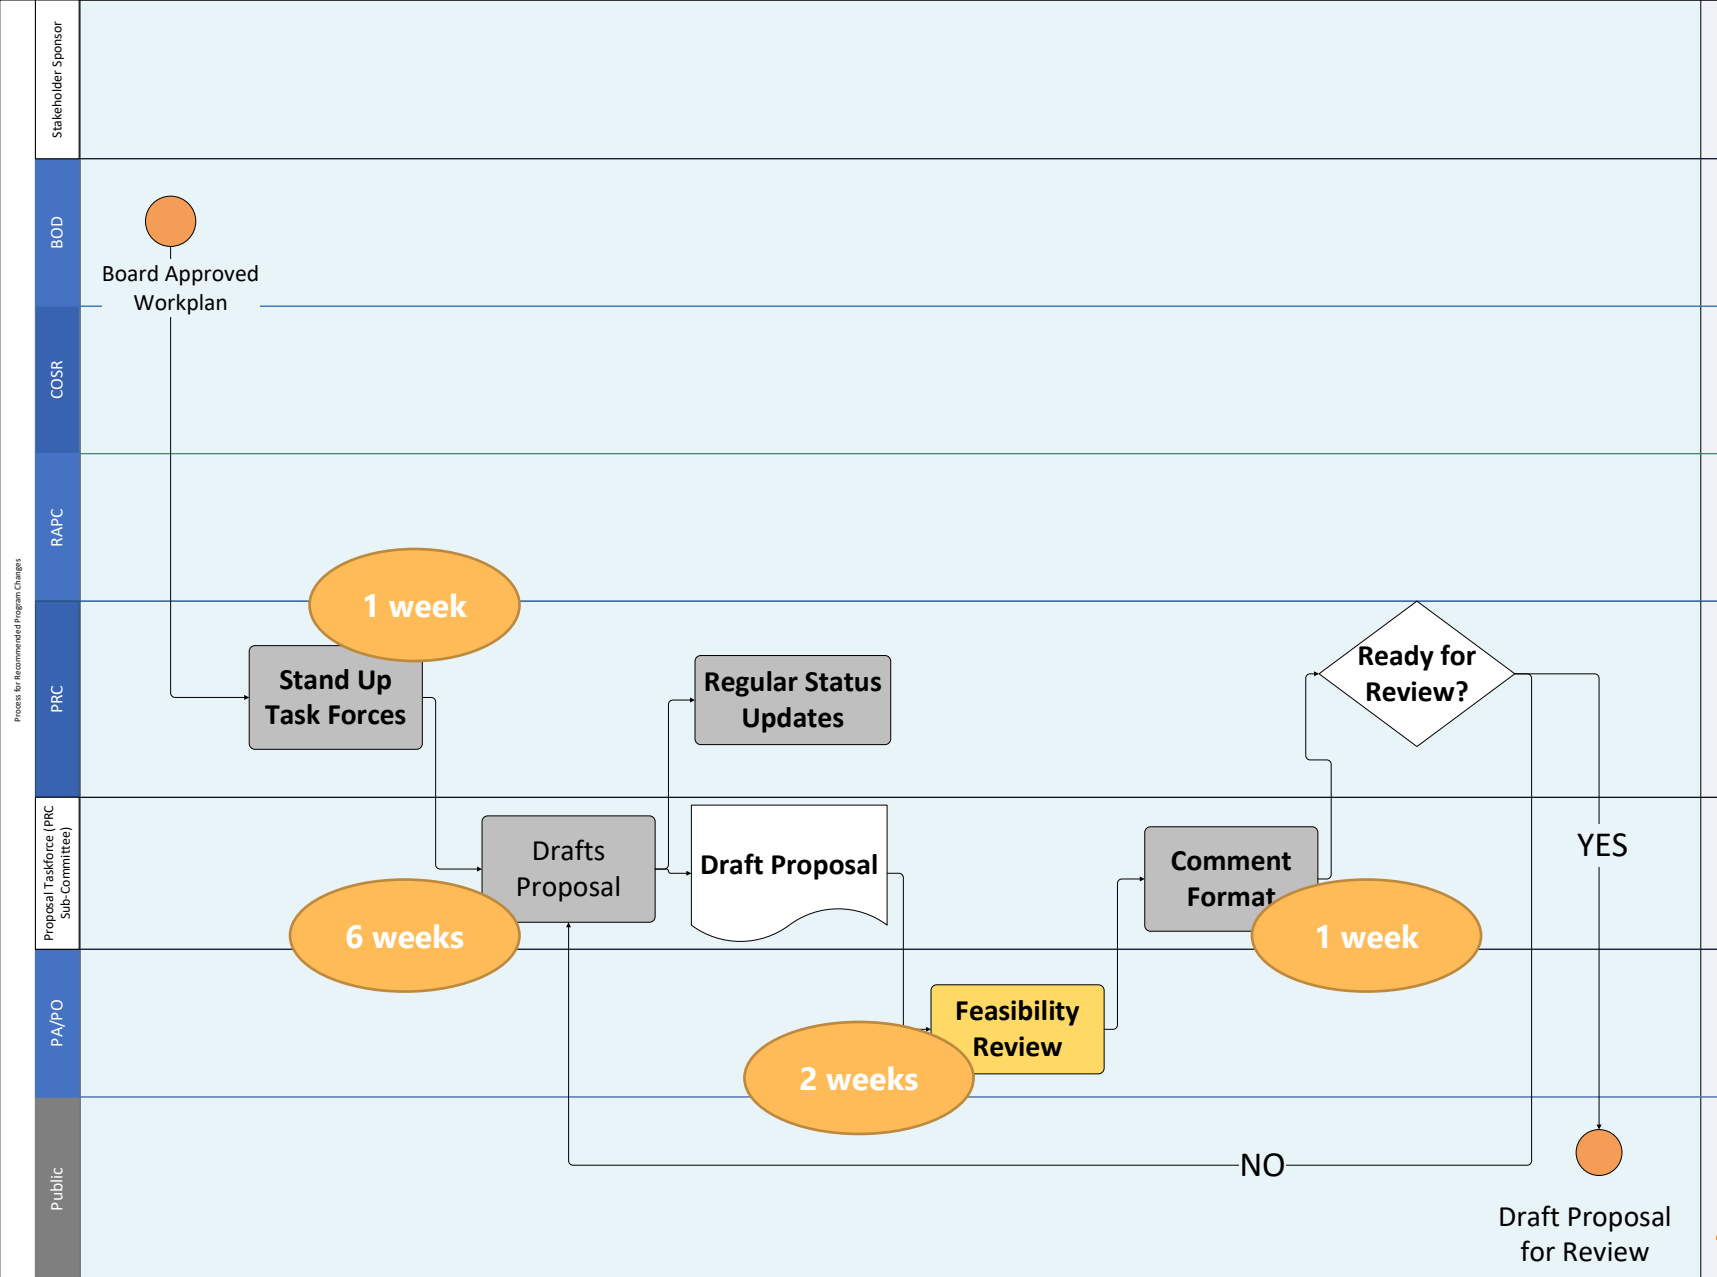 Process for Recommended Program Changes
Stakeholder Sponsor
BOD
Board Approved
Workplan
COSR
RAPC
PRC
1 week
Stand Up
Task Forces
Regular Status
Updates
Ready for
Review?
Proposal Taskforce (PRC
Sub-Committee)
Drafts
Proposal
6 weeks
Draft Proposal
Comment
Format
1 week
YES
PA/PO
Feasibility
Review
2 weeks
Public
NO
Draft Proposal
for Review